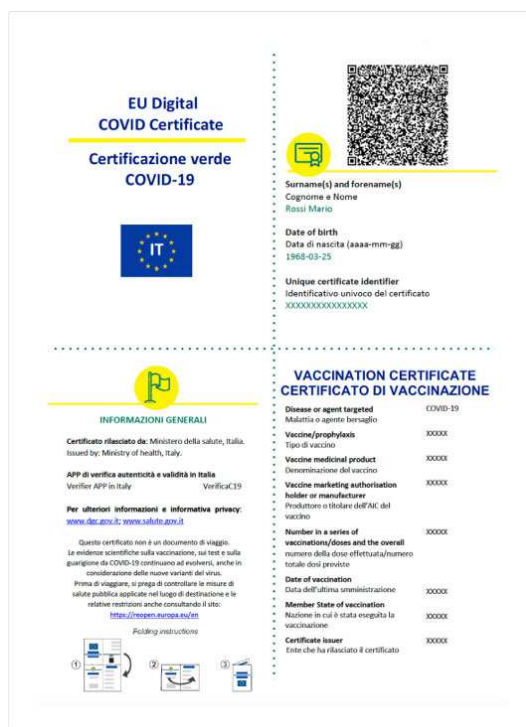 EU Digital
COVID Certificate
Certificazione verde
COVID-19
IT
Surname(s) and forename(s)
Cognome e Nome
Rossi Mario
Date of birth
Data di nascita (aaaa-mm-gg)
1968-03-25
Unique certificate identifier
Identificativo univoco del certificato
XXXXXXXXXXXXXXXX
INFORMAZIONI GENERALI
Certificato rilasciato da: Ministero della salute, Italia.
Issued by: Ministry of health, Italy.
APP di verifica autenticità e validità in Italia
Verifier APP in Italy VerificaC19
Per ulteriori informazioni e informativa privacy:
www.dgc.gov.it; www.salute.gov.it
Questo certificato non è un documento di viaggio.
Le evidenze scientifiche sulla vaccinazione, sui test e sulla
guarigione da COVID-19 continuano ad evolversi, anche in
considerazione delle nuove varianti del virus.
Prima di viaggiare, si prega di controllare le misure di
salute pubblica applicate nel luogo di destinazione e le
relative restrizioni anche consultando il sito:
https://reopen.europa.eu/en
Folding instructions
1 2 3
VACCINATION CERTIFICATE
CERTIFICATO DI VACCINAZIONE
Disease or agent targeted COVID-19
Malattia o agente bersaglio
Vaccine/prophylaxis XXXXX
Tipo di vaccino
Vaccine medicinal product XXXXX
Denominazione del vaccino
Vaccine marketing authorisation XXXXX
holder or manufacturer
Produttore o titolare dell'AIC del
vaccino
Number in a series of XXXXX
vaccinations/doses and the overall
numero della dose effettuata/numero
totale dosi previste
Date of vaccination
Data dell'ultima somministrazione XXXXX
Member State of vaccination
Nazione in cui è stata eseguita la XXXXX
vaccinazione
Certificate issuer XXXXX
Ente che ha rilasciato il certificato